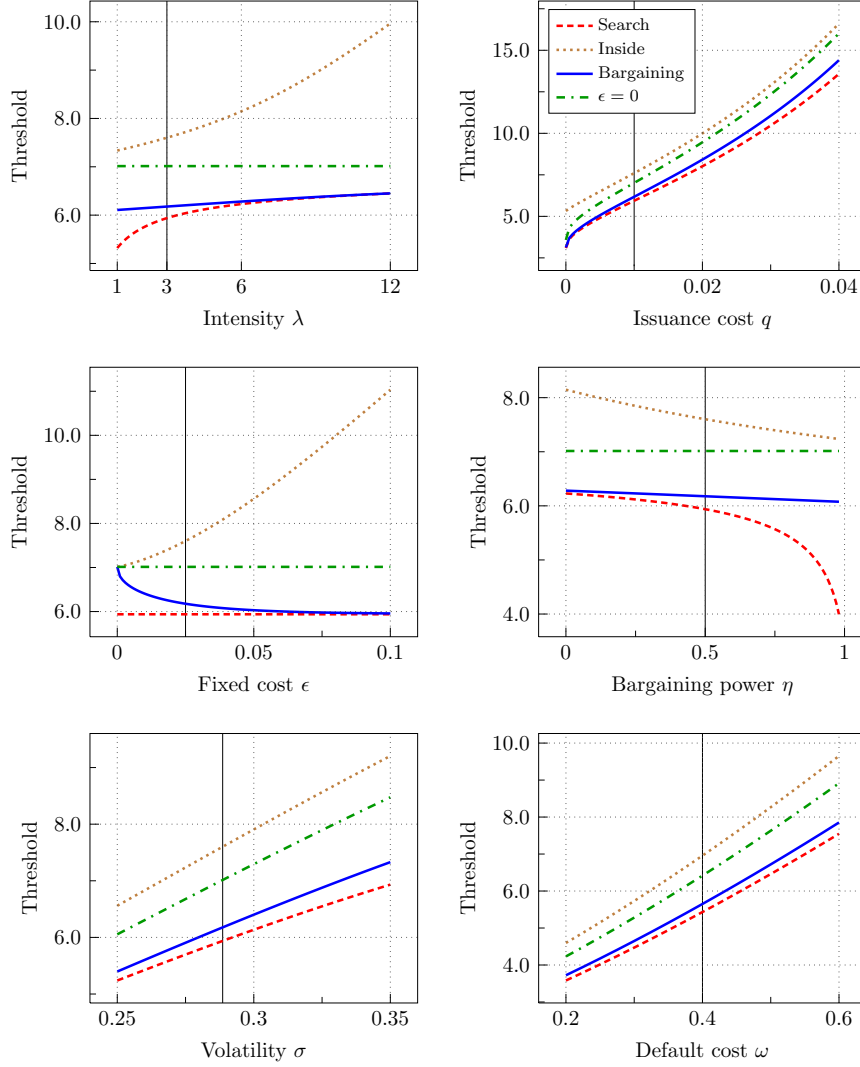 10.0
8.0
6.0
Threshold
1
3
6
12
Intensity λ
15.0
10.0
5.0
Threshold
Search
Inside
Bargaining
ϵ = 0
0
0.02
0.04
Issuance cost q
10.0
8.0
6.0
Threshold
0
0.05
0.1
Fixed cost ϵ
8.0
6.0
4.0
Threshold
0
0.5
1
Bargaining power η
8.0
6.0
Threshold
0.25
0.3
0.35
Volatility σ
10.0
8.0
6.0
4.0
Threshold
0.2
0.4
0.6
Default cost ω